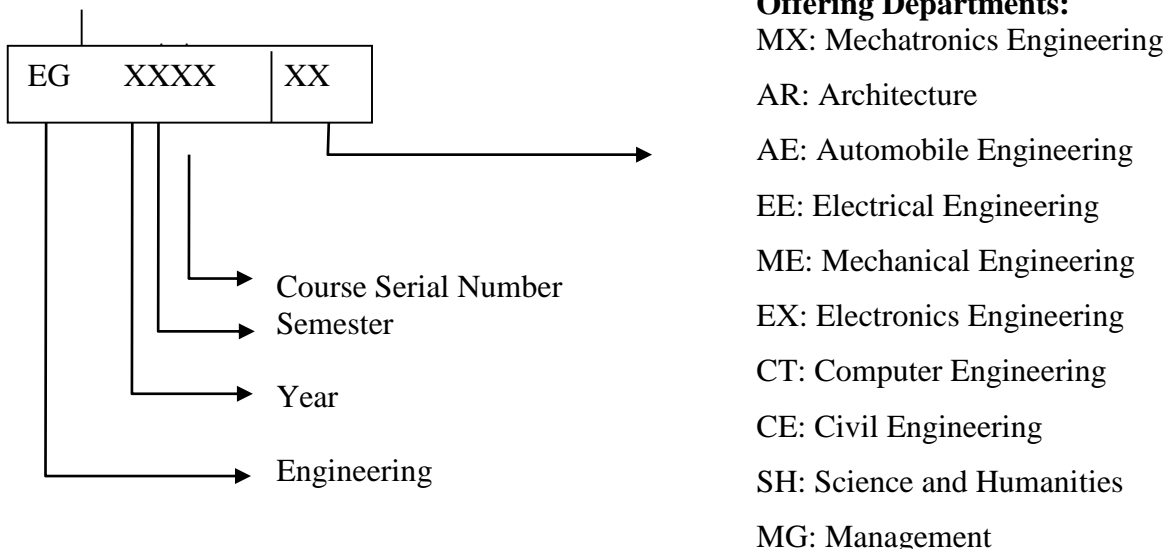 EG XXXX XX
Course Serial Number
Semester
Year
Engineering
Offering Departments:
MX: Mechatronics Engineering
AR: Architecture
AE: Automobile Engineering
EE: Electrical Engineering
ME: Mechanical Engineering
EX: Electronics Engineering
CT: Computer Engineering
CE: Civil Engineering
SH: Science and Humanities
MG: Management